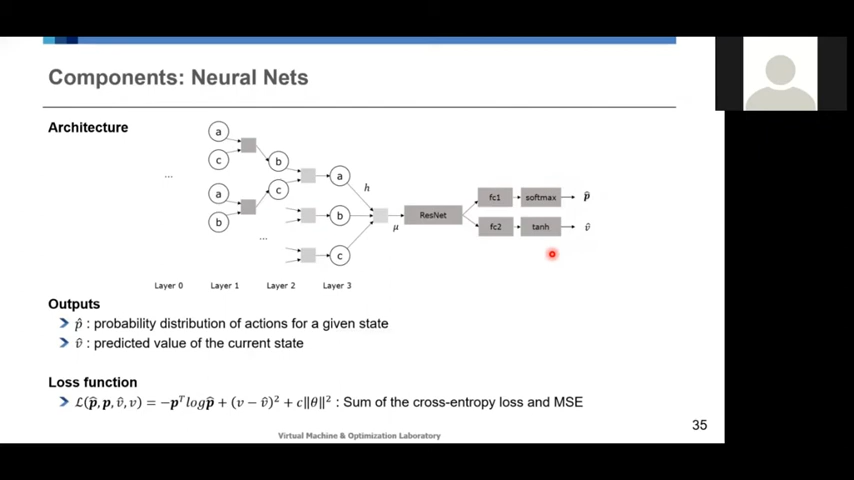 Components: Neural Nets
Architecture
a
c
b
a
c
a
b
h
...
b
ResNet
fc1
softmax
p̂
μ
fc2
tanh
v̂
...
c
Layer 0 Layer 1 Layer 2 Layer 3
Outputs
p̂ : probability distribution of actions for a given state
v̂ : predicted value of the current state
Loss function
ℒ(p̂, p, v̂, v) = −pᵀlogp̂ + (v − v̂)² + c‖θ‖² : Sum of the cross-entropy loss and MSE
Virtual Machine & Optimization Laboratory
35